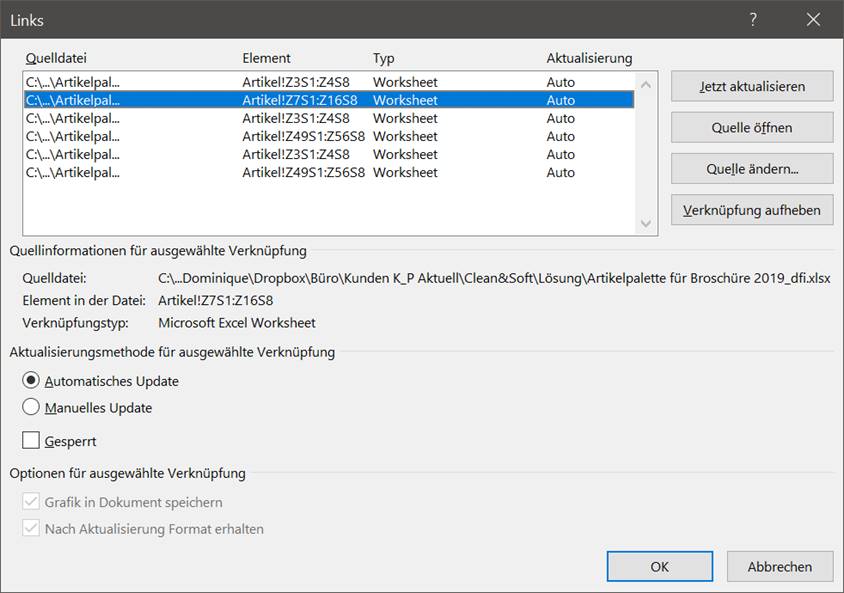 Links
Quelldatei Element Typ Aktualisierung
C:\...\Artikelpal... Artikel!Z3S1:Z4S8 Worksheet Auto
C:\...\Artikelpal... Artikel!Z7S1:Z16S8 Worksheet Auto
C:\...\Artikelpal... Artikel!Z3S1:Z4S8 Worksheet Auto
C:\...\Artikelpal... Artikel!Z49S1:Z56S8 Worksheet Auto
C:\...\Artikelpal... Artikel!Z3S1:Z4S8 Worksheet Auto
C:\...\Artikelpal... Artikel!Z49S1:Z56S8 Worksheet Auto
Jetzt aktualisieren
Quelle öffnen
Quelle ändern...
Verknüpfung aufheben
Quellinformationen für ausgewählte Verknüpfung
Quelldatei: C:\...Dominique\Dropbox\Büro\Kunden K_P Aktuell\Clean&Soft\Lösung\Artikelpalette für Broschüre 2019_dfi.xlsx
Element in der Datei: Artikel!Z7S1:Z16S8
Verknüpfungstyp: Microsoft Excel Worksheet
Aktualisierungsmethode für ausgewählte Verknüpfung
Automatisches Update
Manuelles Update
Gesperrt
Optionen für ausgewählte Verknüpfung
Grafik in Dokument speichern
Nach Aktualisierung Format erhalten
OK Abbrechen